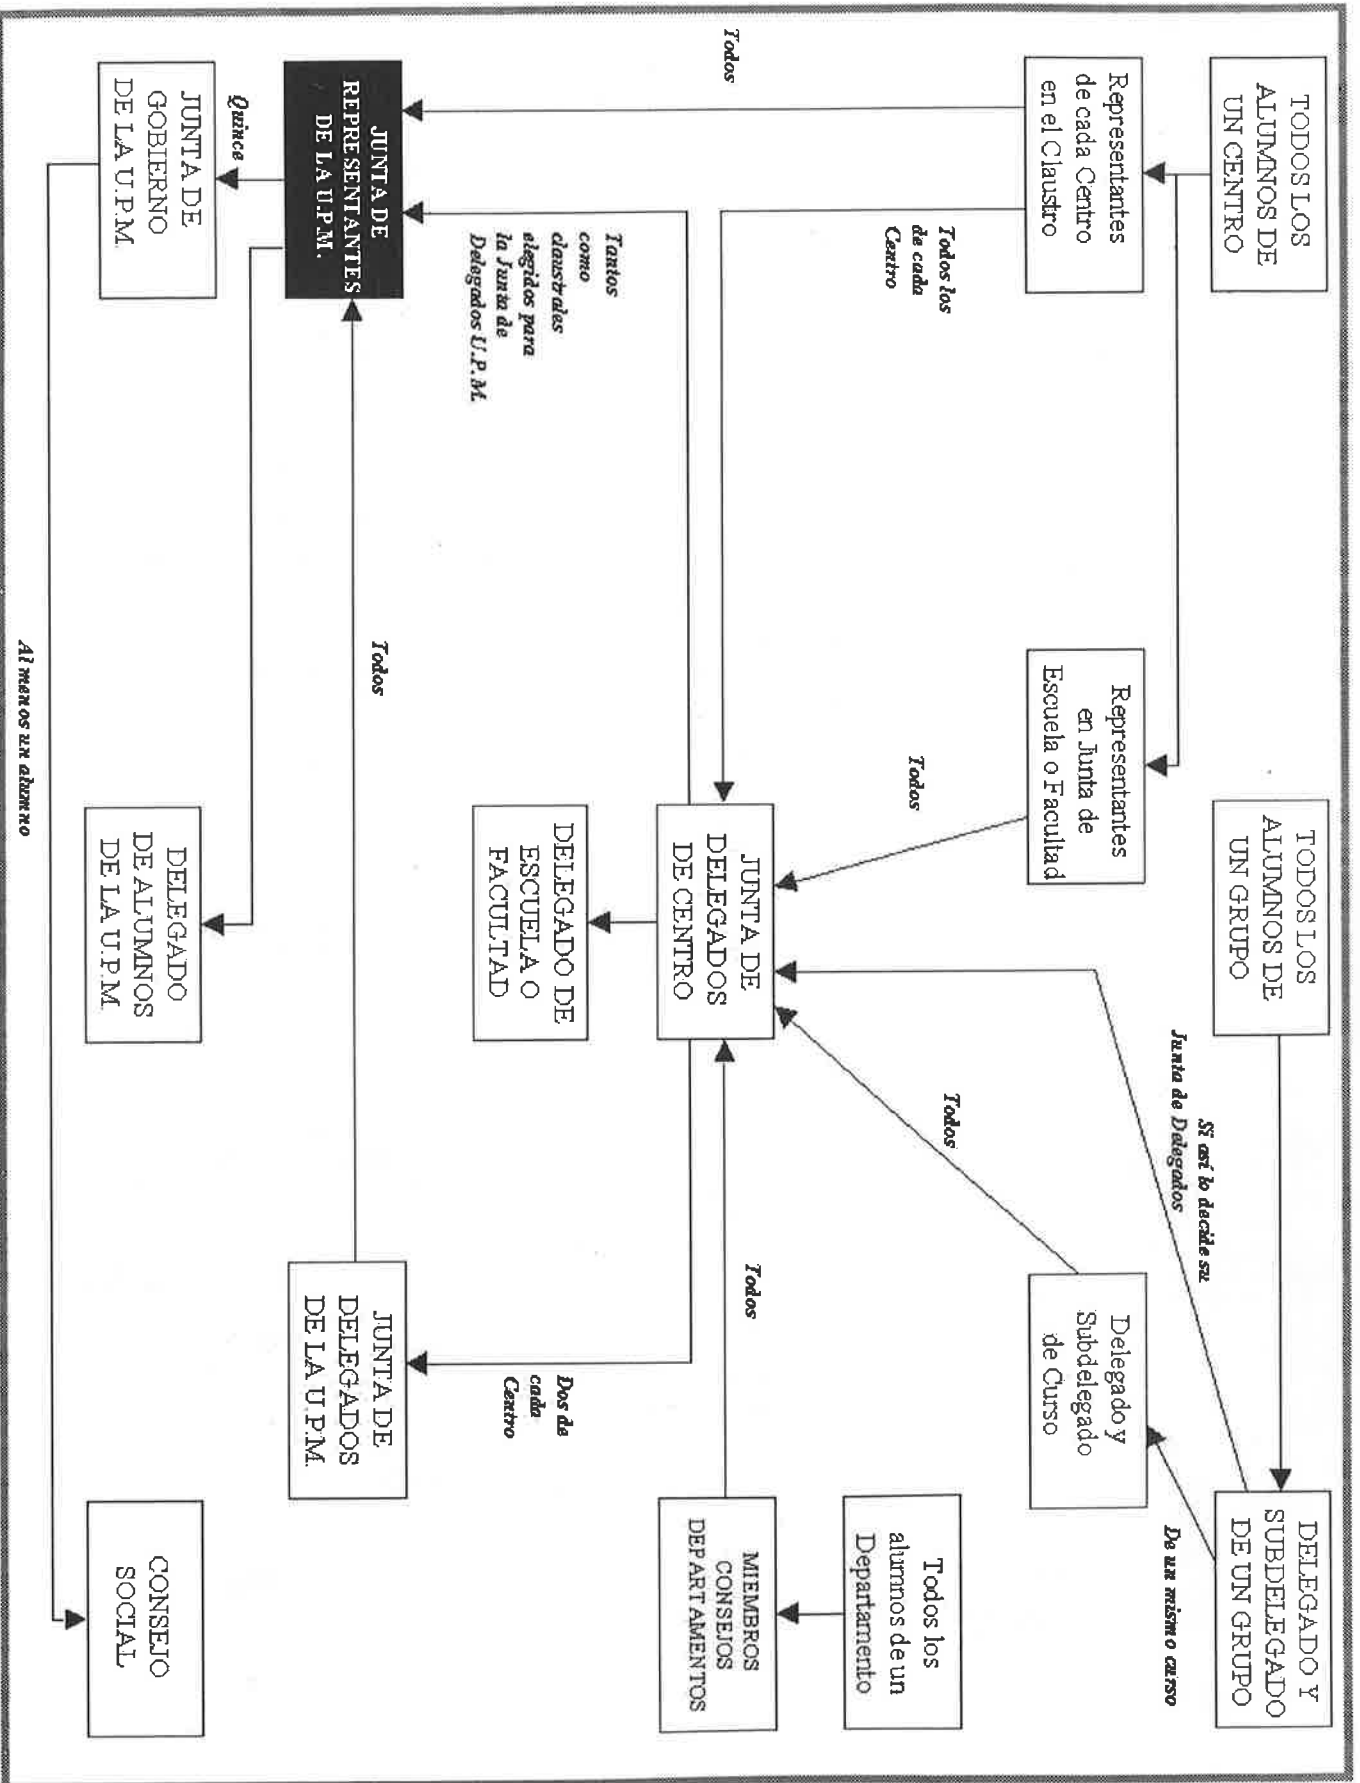 TODOS LOS
ALUMNOS DE
UN CENTRO
TODOS LOS
ALUMNOS DE
UN GRUPO
DELEGADO Y
SUBDELEGADO
DE UN GRUPO
Si así lo decide su
Junta de Delegados
De un mismo curso
Representantes
de cada Centro
en el Claustro
Representantes
en Junta de
Escuela o Facultad
Delegado y
Subdelegado
de Curso
Todos los
de cada
Centro
Todos
Todos
Todos los
alumnos de un
Departamento
Todos
JUNTA DE
DELEGADOS
DE CENTRO
Todos
MIEMBROS
CONSEJOS
DEPARTAMENTOS
Tantos
como
claustrales
elegidos para
la Junta de
Delegados U.P.M.
DELEGADO DE
ESCUELA O
FACULTAD
Dos de
cada
Centro
JUNTA DE
REPRESENTANTES
DE LA U.P.M.
Todos
JUNTA DE
DELEGADOS
DE LA U.P.M.
Quince
JUNTA DE
GOBIERNO
DE LA U.P.M.
DELEGADO
DE ALUMNOS
DE LA U.P.M
CONSEJO
SOCIAL
Al menos un alumno